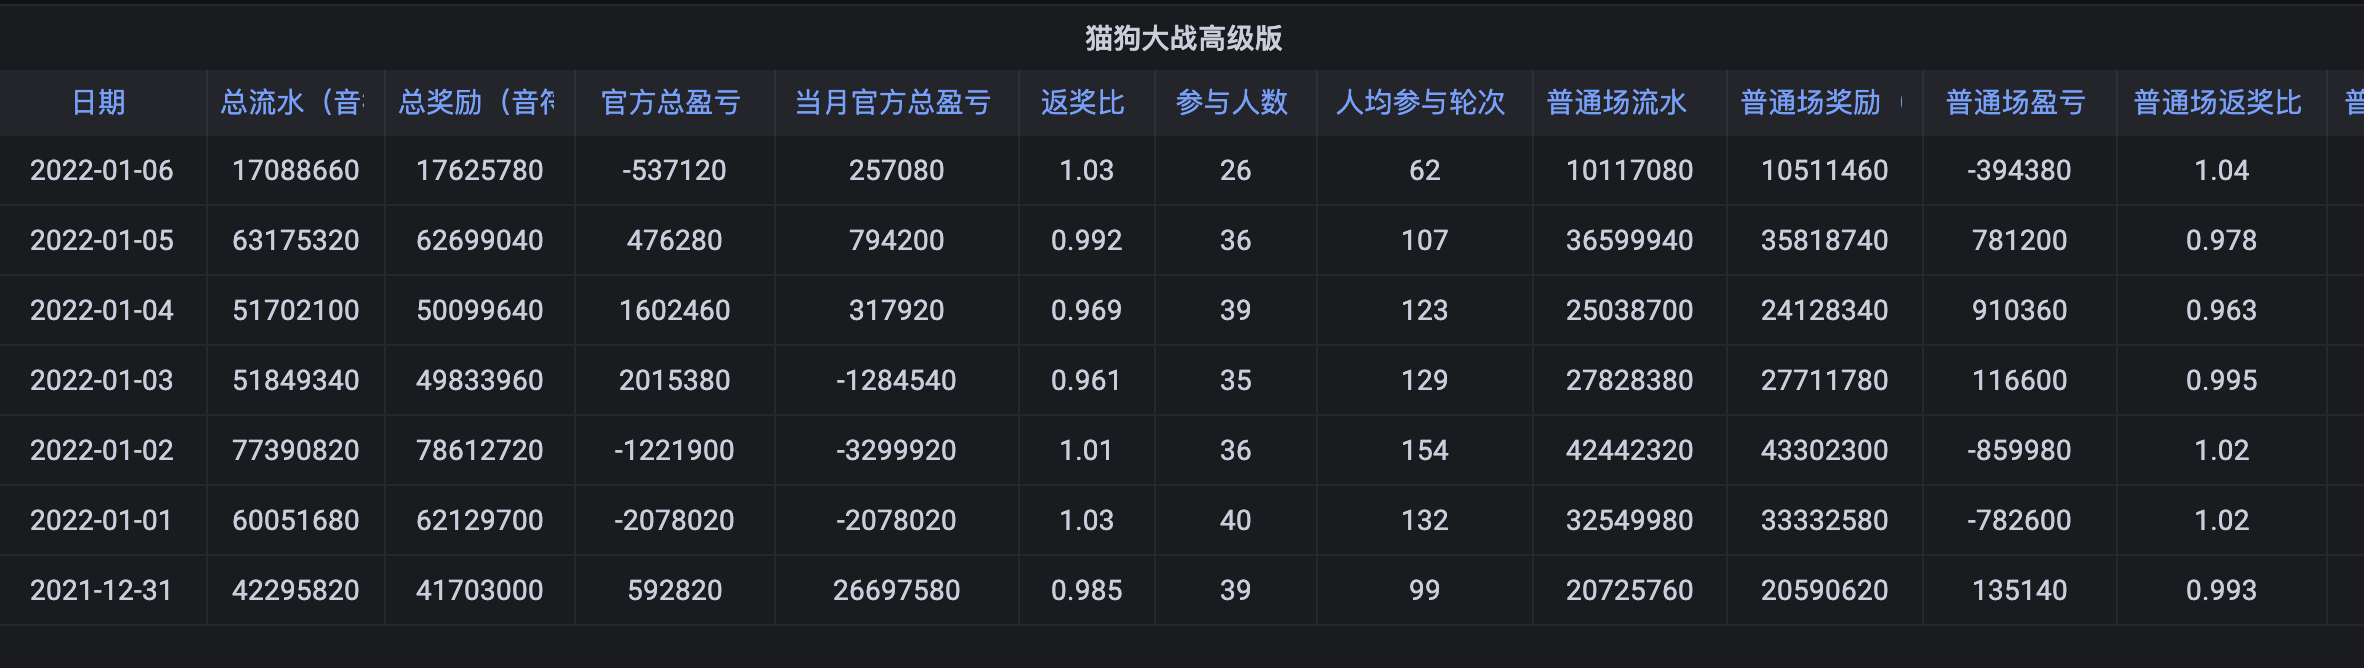 猫狗大战高级版
日期 总流水（音 总奖励（音符 官方总盈亏 当月官方总盈亏 返奖比 参与人数 人均参与轮次 普通场流水 普通场奖励 普通场盈亏 普通场返奖比 普
2022-01-06 17088660 17625780 -537120 257080 1.03 26 62 10117080 10511460 -394380 1.04
2022-01-05 63175320 62699040 476280 794200 0.992 36 107 36599940 35818740 781200 0.978
2022-01-04 51702100 50099640 1602460 317920 0.969 39 123 25038700 24128340 910360 0.963
2022-01-03 51849340 49833960 2015380 -1284540 0.961 35 129 27828380 27711780 116600 0.995
2022-01-02 77390820 78612720 -1221900 -3299920 1.01 36 154 42442320 43302300 -859980 1.02
2022-01-01 60051680 62129700 -2078020 -2078020 1.03 40 132 32549980 33332580 -782600 1.02
2021-12-31 42295820 41703000 592820 26697580 0.985 39 99 20725760 20590620 135140 0.993